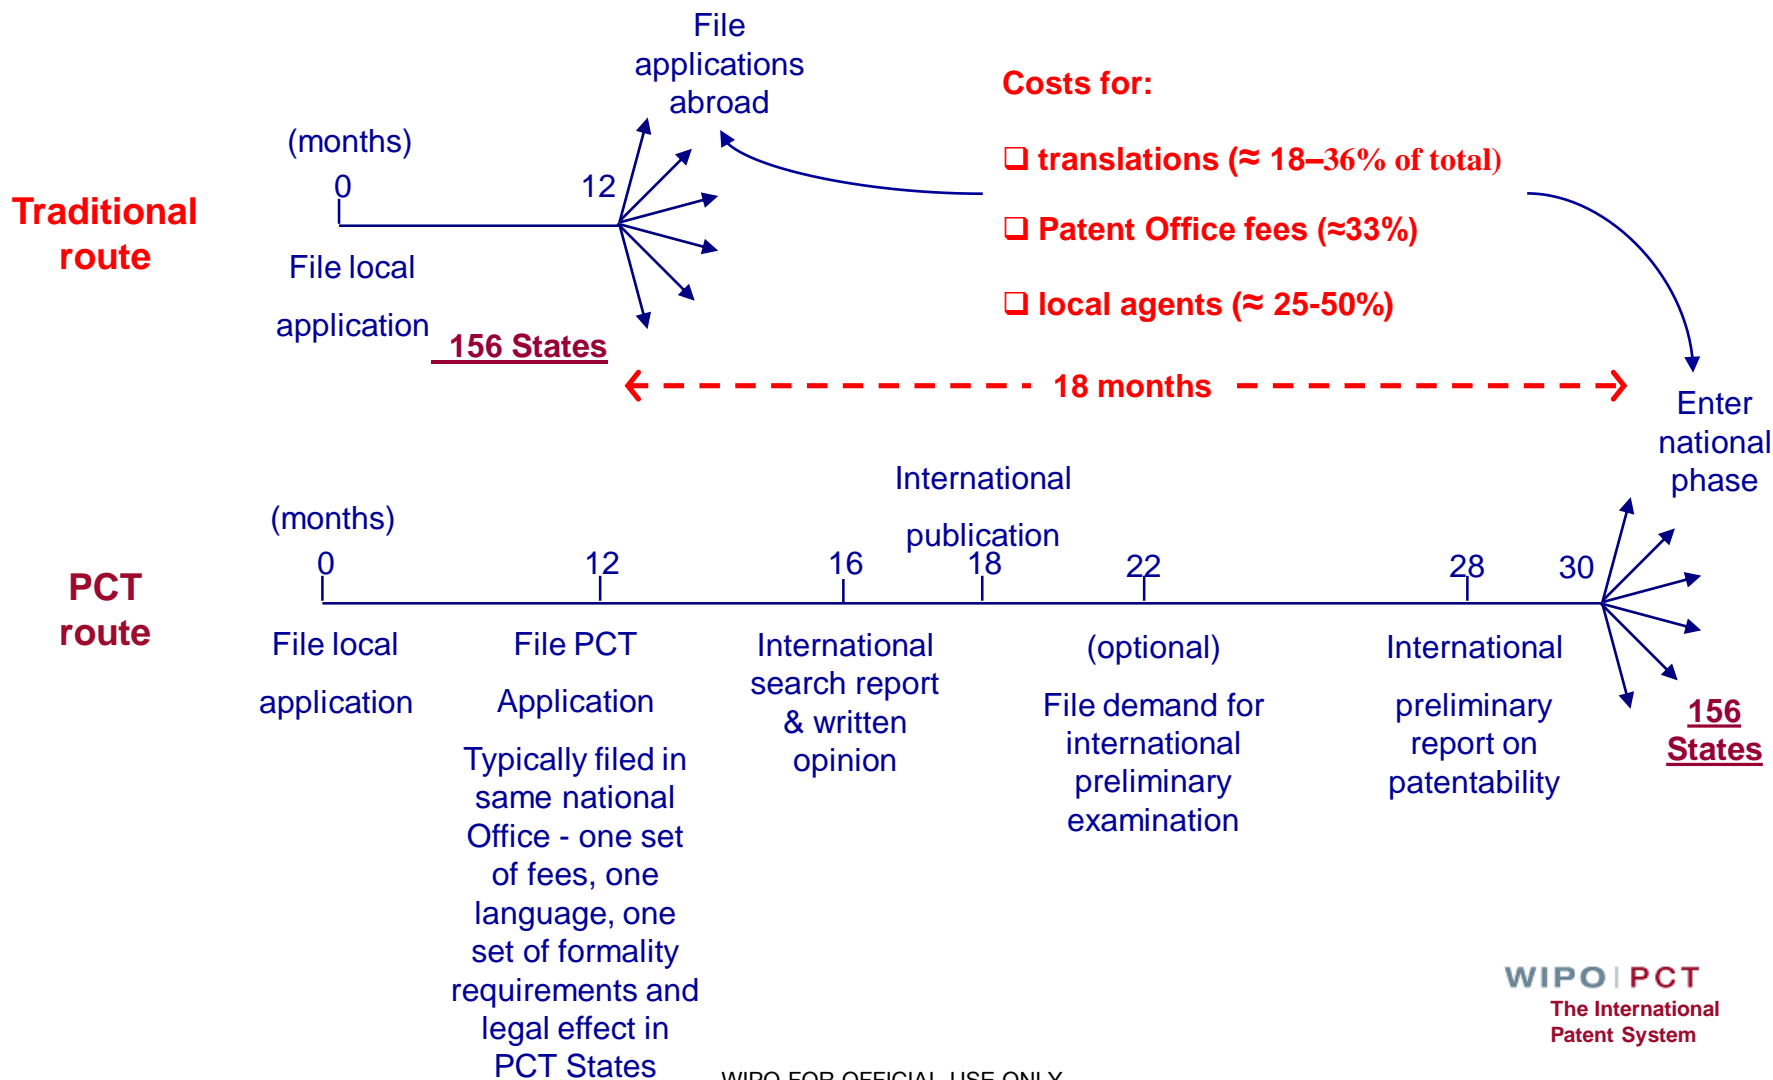 File
applications
abroad
Costs for:
(months)
❑ translations (≈ 18–36% of total)
0
12
Traditional
route
❑ Patent Office fees (≈33%)
File local
application
❑ local agents (≈ 25-50%)
156 States
18 months
Enter
national
phase
International
publication
(months)
0
12
16
18
22
28
30
PCT
route
File local
application
File PCT
Application
Typically filed in
same national
Office - one set
of fees, one
language, one
set of formality
requirements and
legal effect in
PCT States
International
search report
& written
opinion
(optional)
File demand for
international
preliminary
examination
International
preliminary
report on
patentability
156
States
WIPO | PCT
The International
Patent System
WIPO FOR OFFICIAL USE ONLY